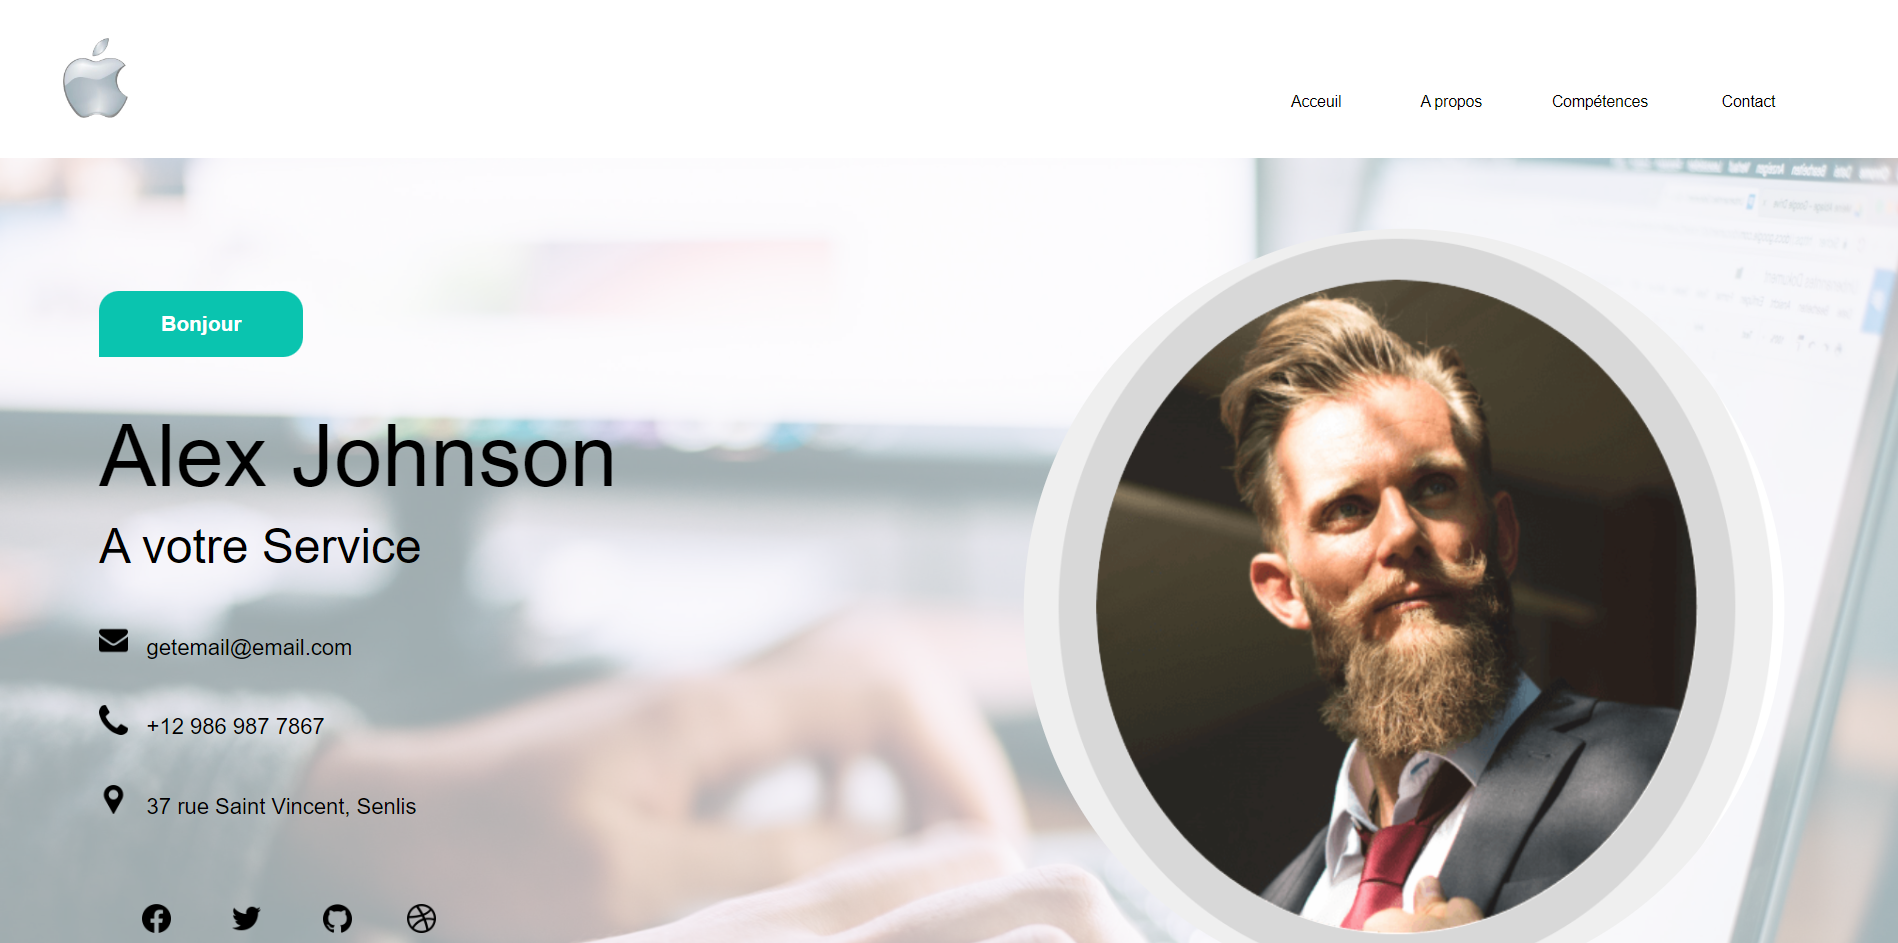 Acceuil
A propos
Compétences
Contact
Bonjour
Alex Johnson
A votre Service
getemail@email.com
+12 986 987 7867
37 rue Saint Vincent, Senlis